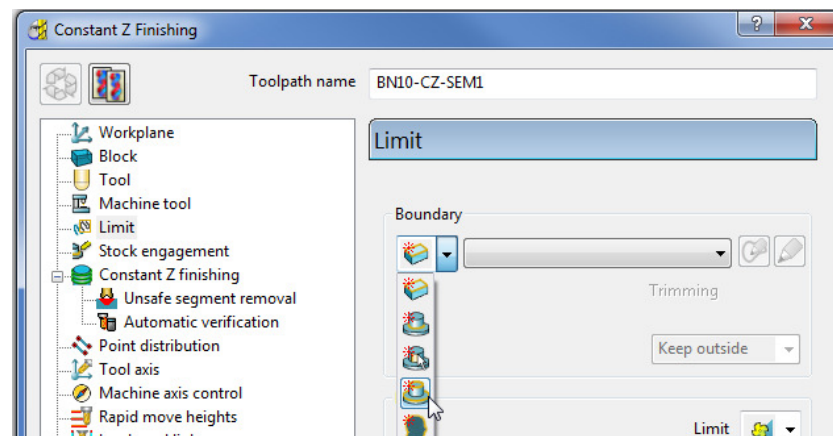 Constant Z Finishing
Toolpath name BN10-CZ-SEM1
Workplane
Block
Tool
Machine tool
Limit
Stock engagement
Constant Z finishing
Unsafe segment removal
Automatic verification
Point distribution
Tool axis
Machine axis control
Rapid move heights
Limit
Boundary
Trimming
Keep outside
Limit